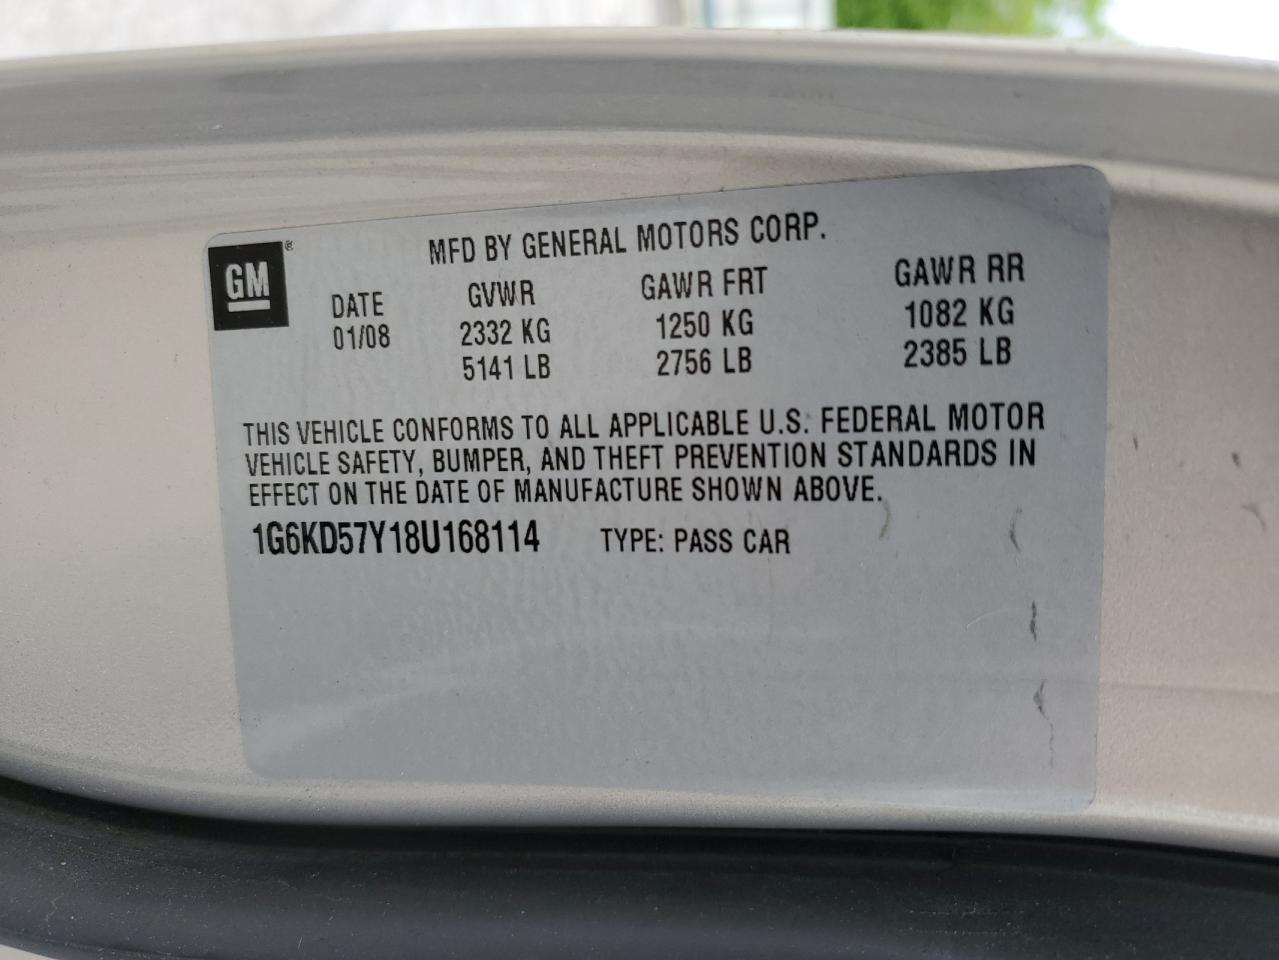 GM®
MFD BY GENERAL MOTORS CORP.
DATE GVWR GAWR FRT GAWR RR
01/08 2332 KG 1250 KG 1082 KG
5141 LB 2756 LB 2385 LB
THIS VEHICLE CONFORMS TO ALL APPLICABLE U.S. FEDERAL MOTOR
VEHICLE SAFETY, BUMPER, AND THEFT PREVENTION STANDARDS IN
EFFECT ON THE DATE OF MANUFACTURE SHOWN ABOVE.
1G6KD57Y18U168114 TYPE: PASS CAR